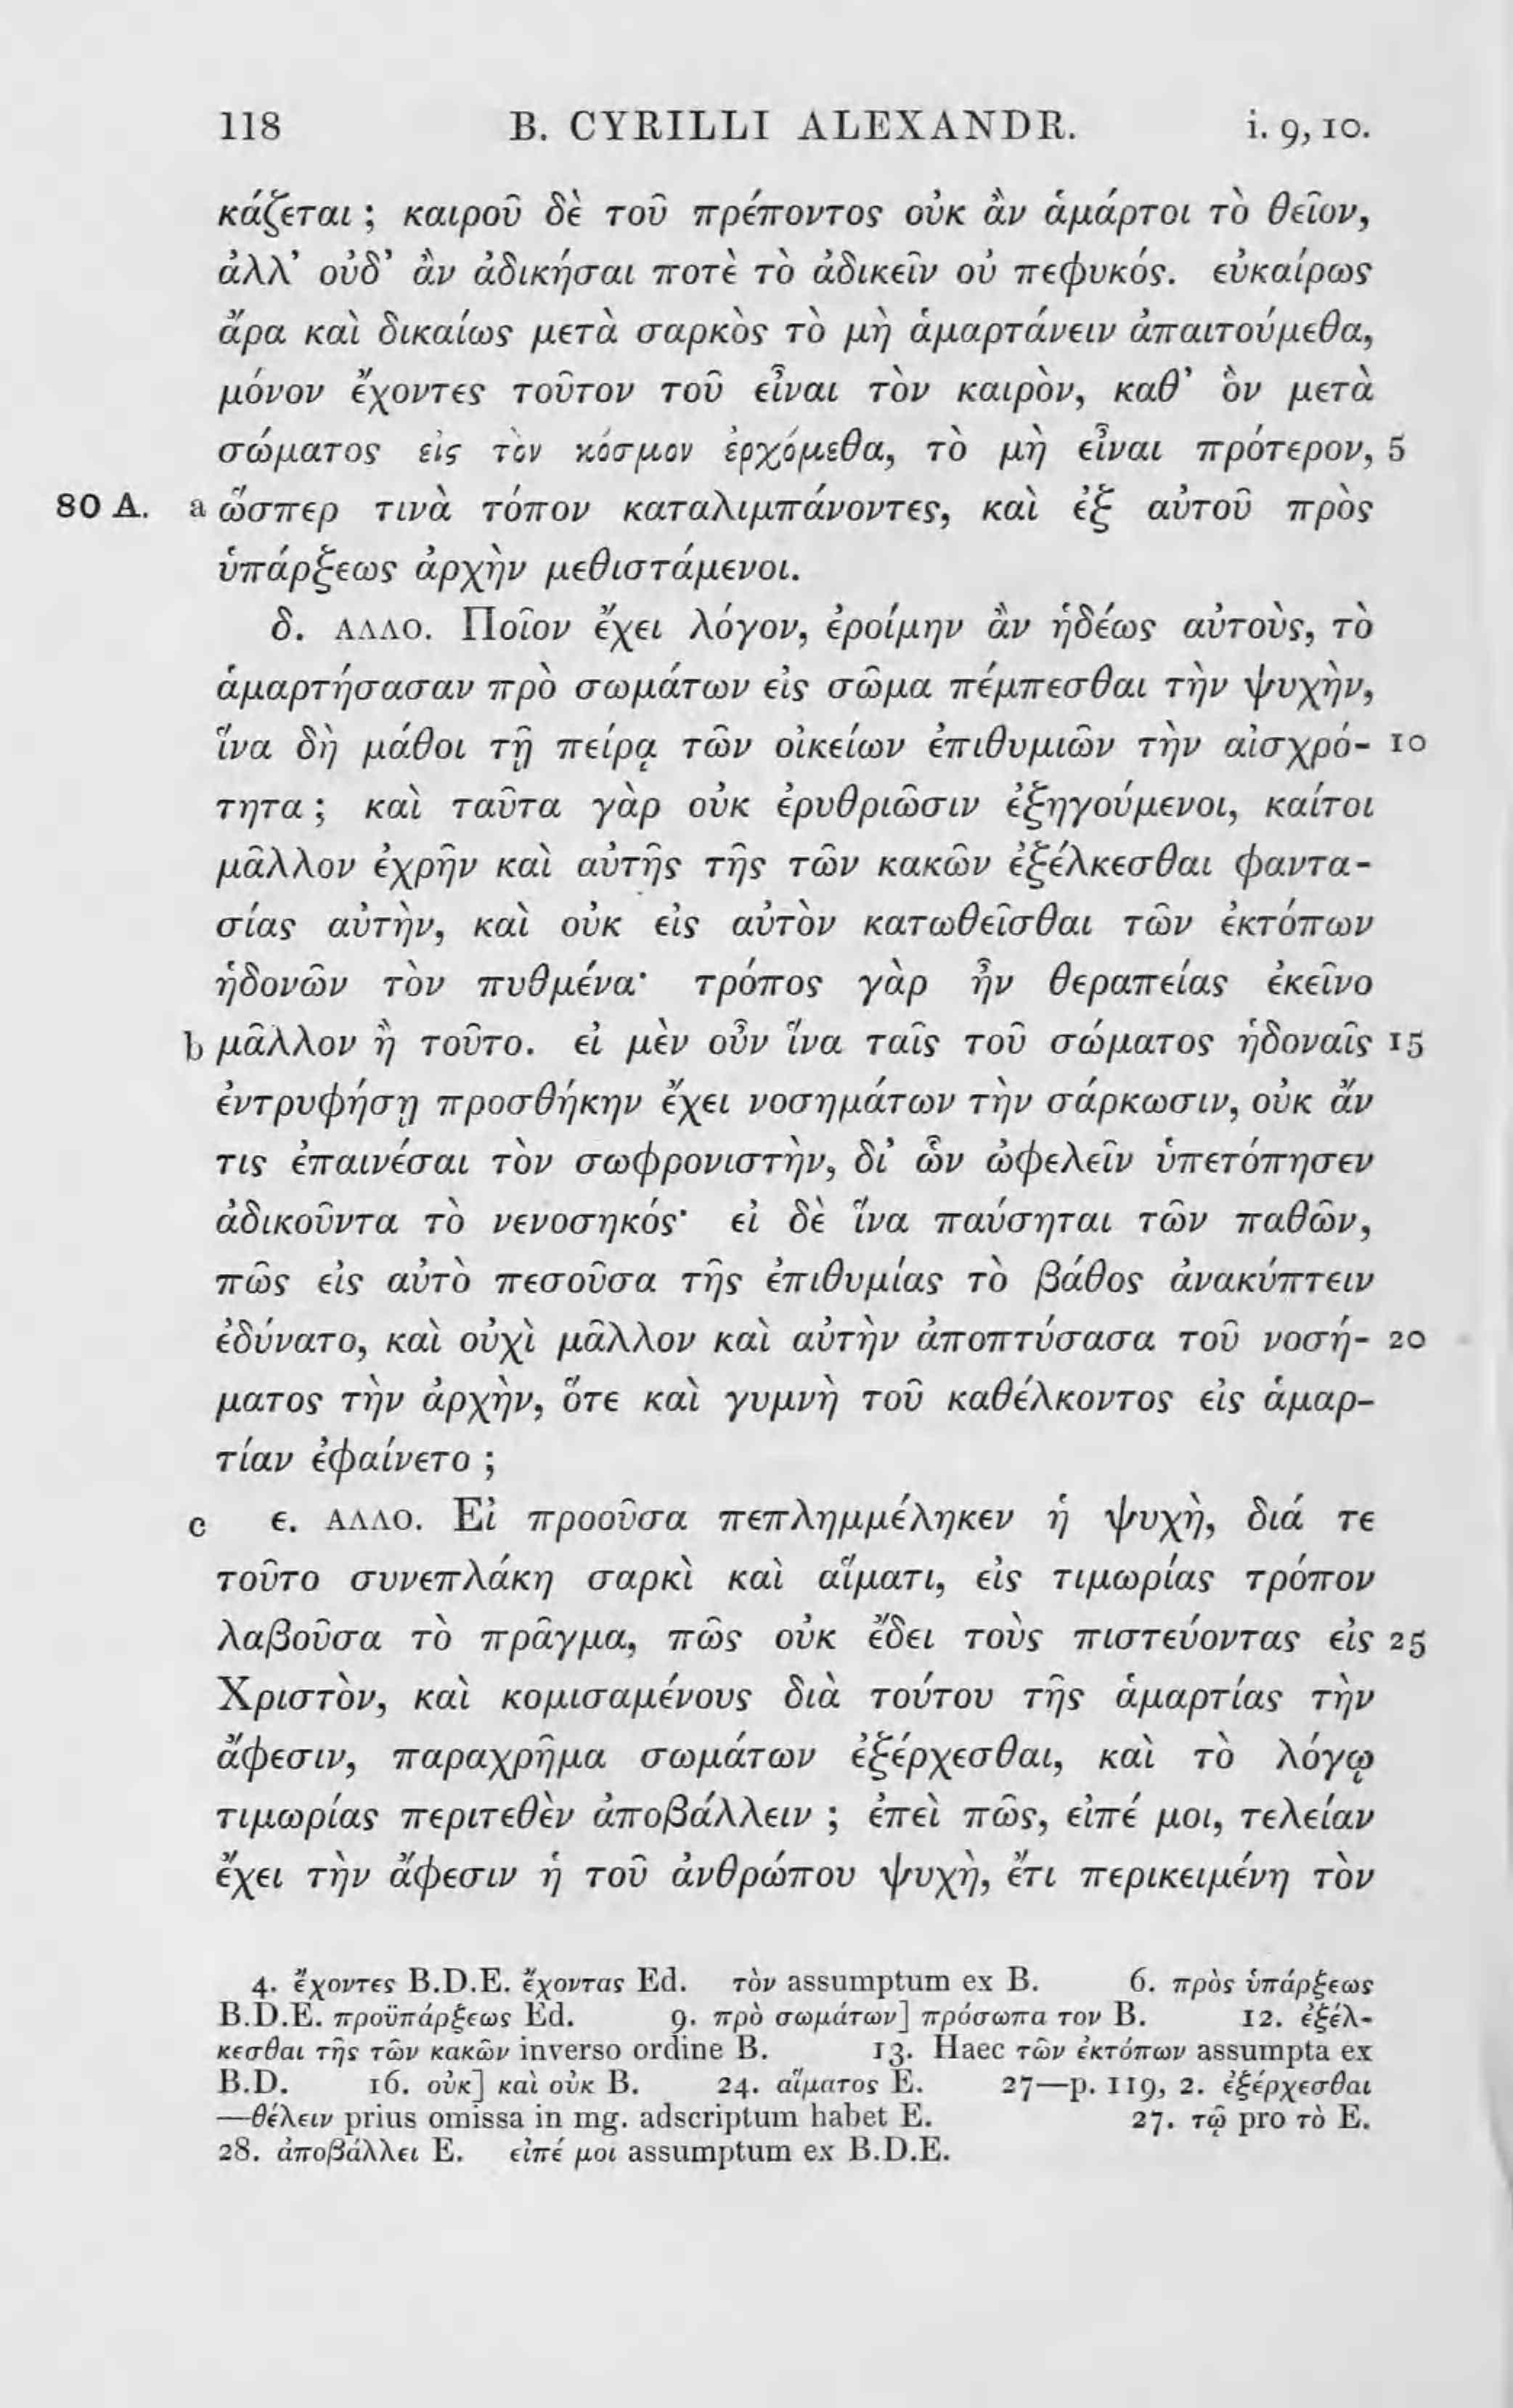 118 B. CYRILLI ALEXANDR. i. 9, 10.
κάζεται ; καιροῦ δὲ τοῦ πρέποντος οὐκ ἂν ἁμάρτοι τὸ θεῖον,
ἀλλ’ οὐδ’ ἂν ἀδικήσαι ποτὲ τὸ ἀδικεῖν οὐ πεφυκός. εὐκαίρως
ἄρα καὶ δικαίως μετὰ σαρκὸς τὸ μὴ ἁμαρτάνειν ἀπαιτούμεθα,
μόνον ἔχοντες τοῦτον τοῦ εἶναι τὸν καιρὸν, καθ’ ὃν μετὰ
σώματος εἰς τὸν κόσμον ἐρχόμεθα, τὸ μὴ εἶναι πρότερον, 5
80 A. a ὥσπερ τινὰ τόπον καταλιμπάνοντες, καὶ ἐξ αὐτοῦ πρὸς
ὑπάρξεως ἀρχὴν μεθιστάμενοι.
δ. ΑΛΛΟ. Ποῖον ἔχει λόγον, ἐροίμην ἂν ἡδέως αὐτοὺς, τὸ
ἁμαρτήσασαν πρὸ σωμάτων εἰς σῶμα πέμπεσθαι τὴν ψυχὴν,
ἵνα δὴ μάθοι τῇ πείρᾳ τῶν οἰκείων ἐπιθυμιῶν τὴν αἰσχρό- 10
τητα ; καὶ ταῦτα γὰρ οὐκ ἐρυθριῶσιν ἐξηγούμενοι, καίτοι
μᾶλλον ἐχρῆν καὶ αὐτῆς τῆς τῶν κακῶν ἐξέλκεσθαι φαντα-
σίας αὐτὴν, καὶ οὐκ εἰς αὐτὸν κατωθεῖσθαι τῶν ἐκτόπων
ἡδονῶν τὸν πυθμένα· τρόπος γὰρ ἦν θεραπείας ἐκεῖνο
b μᾶλλον ἢ τοῦτο. εἰ μὲν οὖν ἵνα ταῖς τοῦ σώματος ἡδοναῖς 15
ἐντρυφήσῃ προσθήκην ἔχει νοσημάτων τὴν σάρκωσιν, οὐκ ἄν
τις ἐπαινέσαι τὸν σωφρονιστὴν, δι’ ὧν ὠφελεῖν ὑπετόπησεν
ἀδικοῦντα τὸ νενοσηκός· εἰ δὲ ἵνα παύσηται τῶν παθῶν,
πῶς εἰς αὐτὸ πεσοῦσα τῆς ἐπιθυμίας τὸ βάθος ἀνακύπτειν
ἐδύνατο, καὶ οὐχὶ μᾶλλον καὶ αὐτὴν ἀποπτύσασα τοῦ νοσή- 20
ματος τὴν ἀρχὴν, ὅτε καὶ γυμνὴ τοῦ καθέλκοντος εἰς ἁμαρ-
τίαν ἐφαίνετο ;
c ε. ΑΛΛΟ. Εἰ προοῦσα πεπλημμέληκεν ἡ ψυχὴ, διά τε
τοῦτο συνεπλάκη σαρκὶ καὶ αἵματι, εἰς τιμωρίας τρόπον
λαβοῦσα τὸ πρᾶγμα, πῶς οὐκ ἔδει τοὺς πιστεύοντας εἰς 25
Χριστὸν, καὶ κομισαμένους διὰ τούτου τῆς ἁμαρτίας τὴν
ἄφεσιν, παραχρῆμα σωμάτων ἐξέρχεσθαι, καὶ τὸ λόγῳ
τιμωρίας περιτεθὲν ἀποβάλλειν ; ἐπεὶ πῶς, εἰπέ μοι, τελείαν
ἔχει τὴν ἄφεσιν ἡ τοῦ ἀνθρώπου ψυχὴ, ἔτι περικειμένη τὸν
4. ἔχοντες B.D.E. ἔχοντας Ed. τὸν assumptum ex B. 6. πρὸς ὑπάρξεως
B.D.E. προϋπάρξεως Ed. 9. πρὸ σωμάτων] πρόσωπα τον B. 12. ἐξέλ-
κεσθαι τῆς τῶν κακῶν inverso ordine B. 13. Haec τῶν ἐκτόπων assumpta ex
B.D. 16. οὐκ] καὶ οὐκ B. 24. αἵματος E. 27—p. 119, 2. ἐξέρχεσθαι
—θέλειν prius omissa in mg. adscriptum habet E. 27. τῷ pro τὸ E.
28. ἀποβάλλει E. εἰπέ μοι assumptum ex B.D.E.